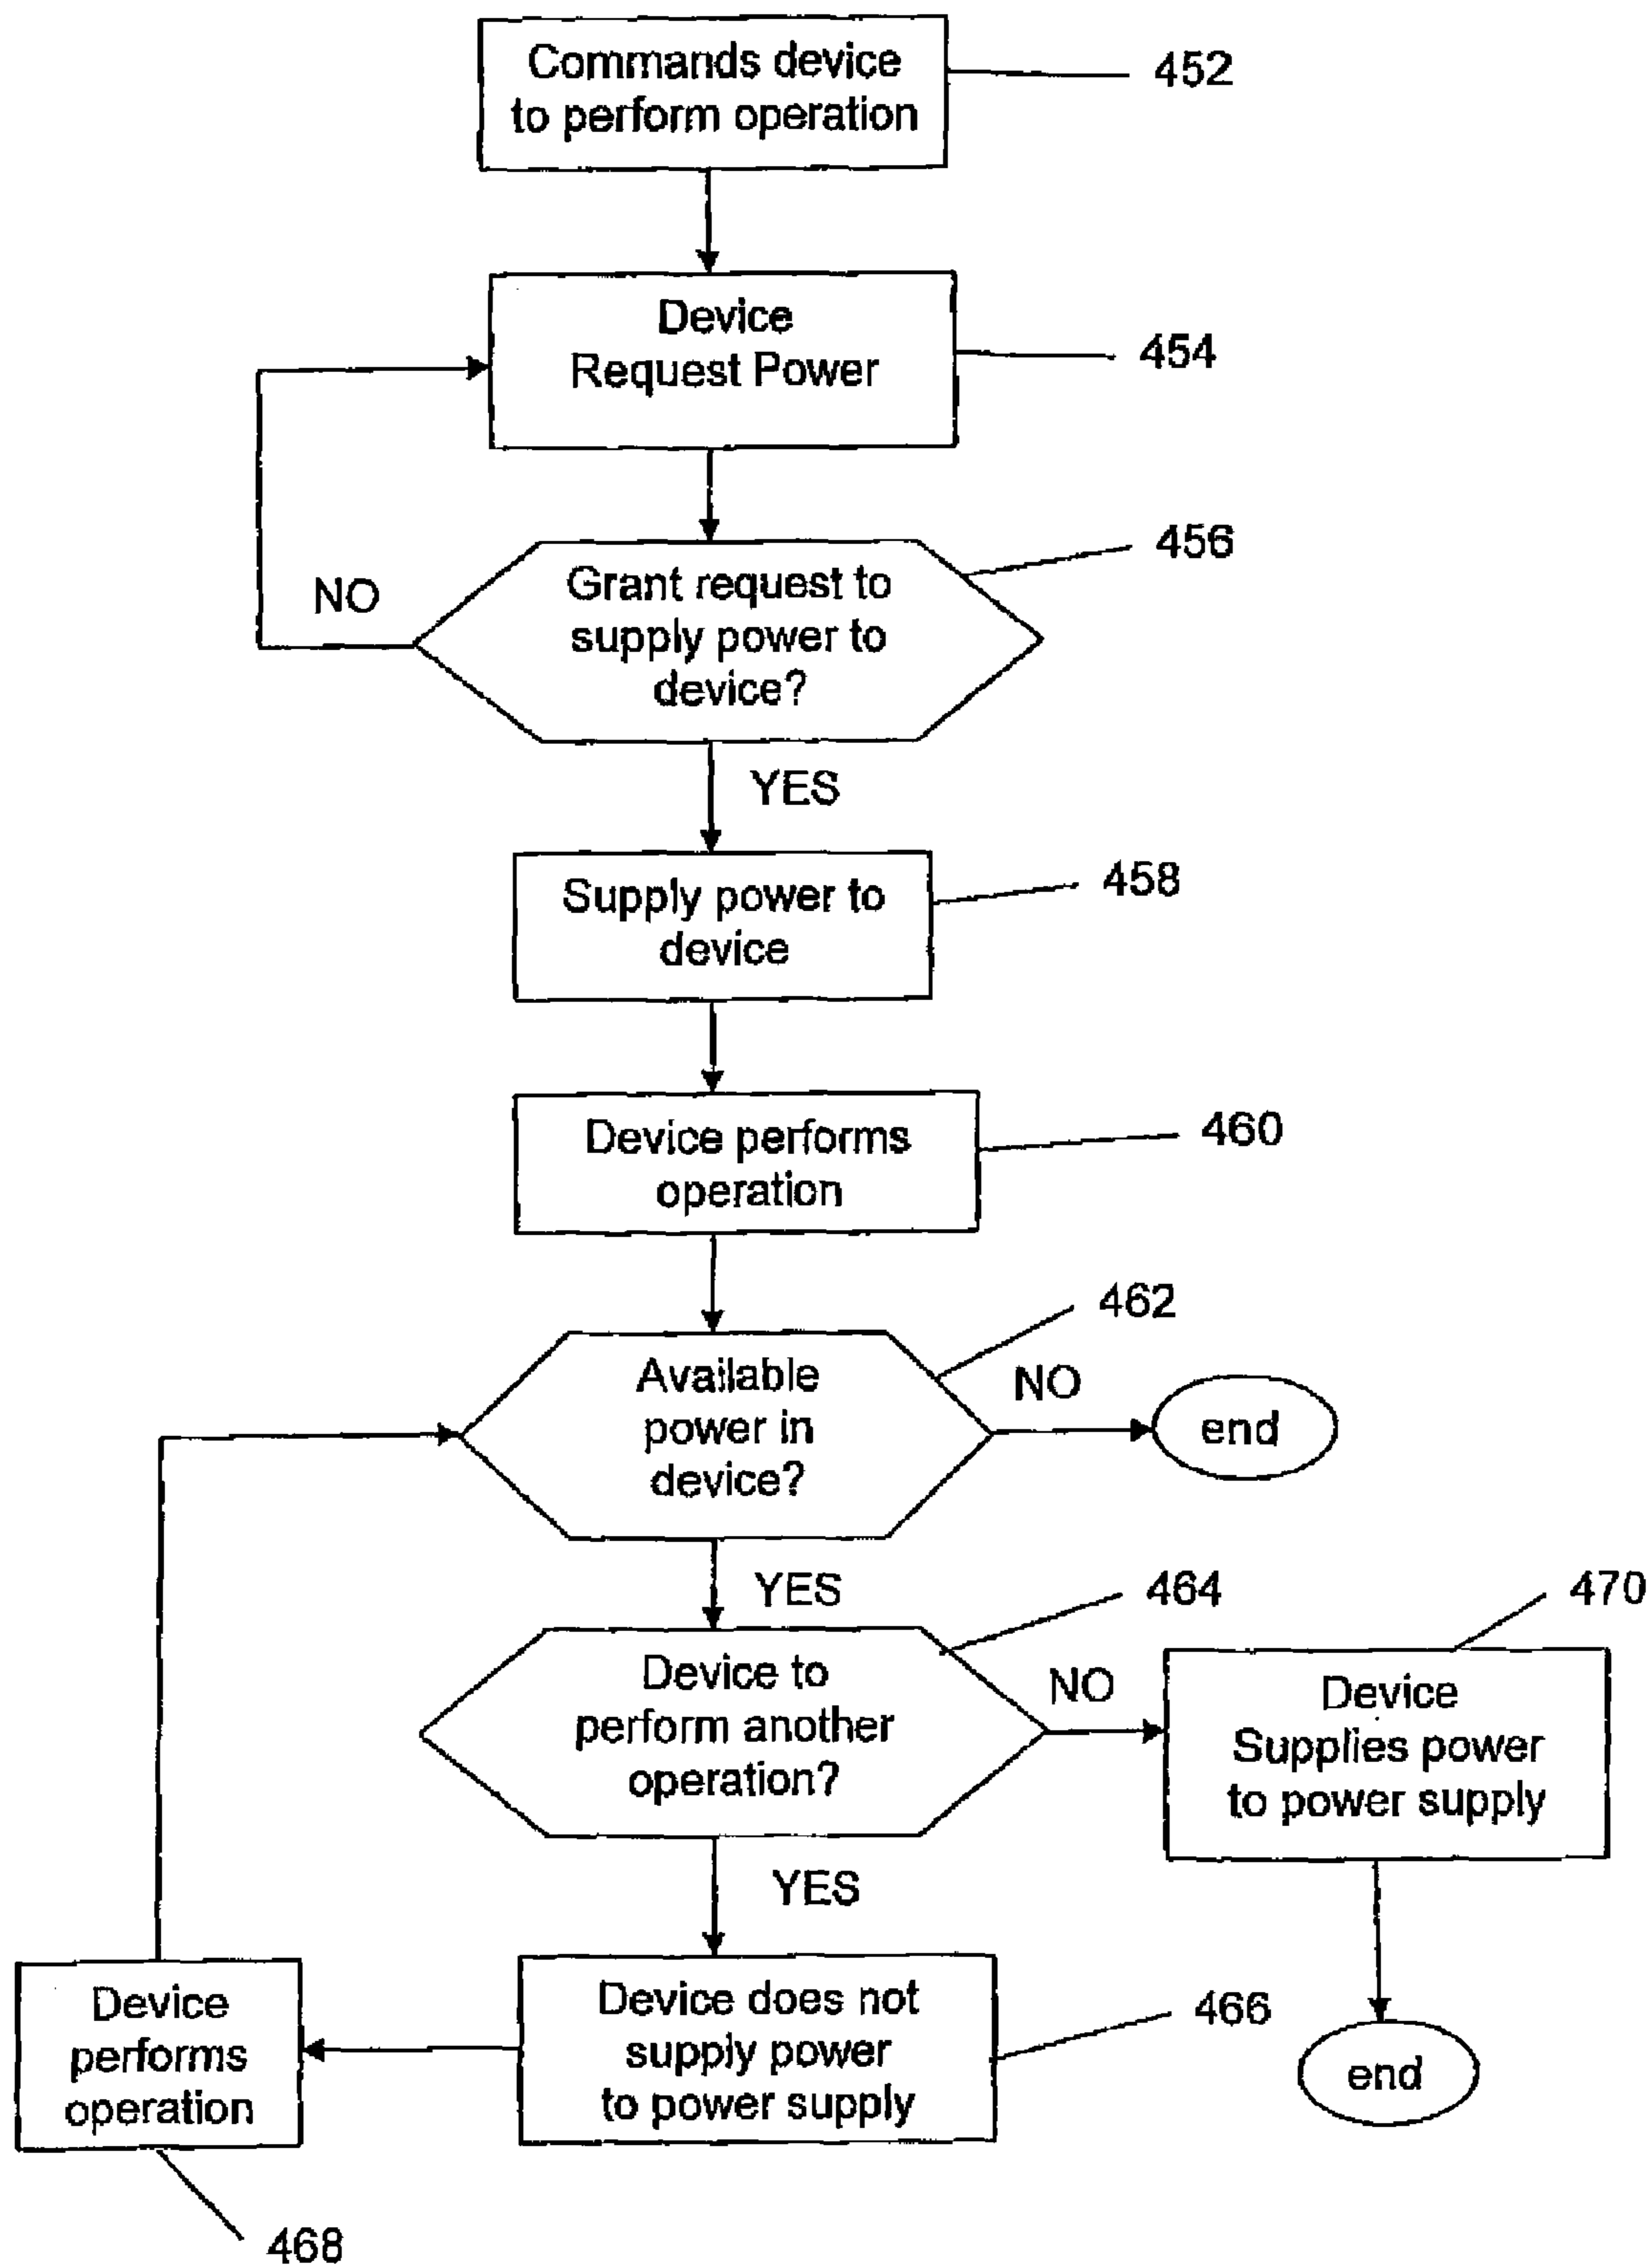 Commands device
to perform operation
452
Device
Request Power
454
456
Grant request to
supply power to
device?
NO
YES
Supply power to
device
458
Device performs
operation
460
462
Available
power in
device?
NO
end
YES
464
470
Device to
perform another
operation?
NO
Device
Supplies power
to power supply
YES
Device does not
supply power
to power supply
466
Device
performs
operation
end
468